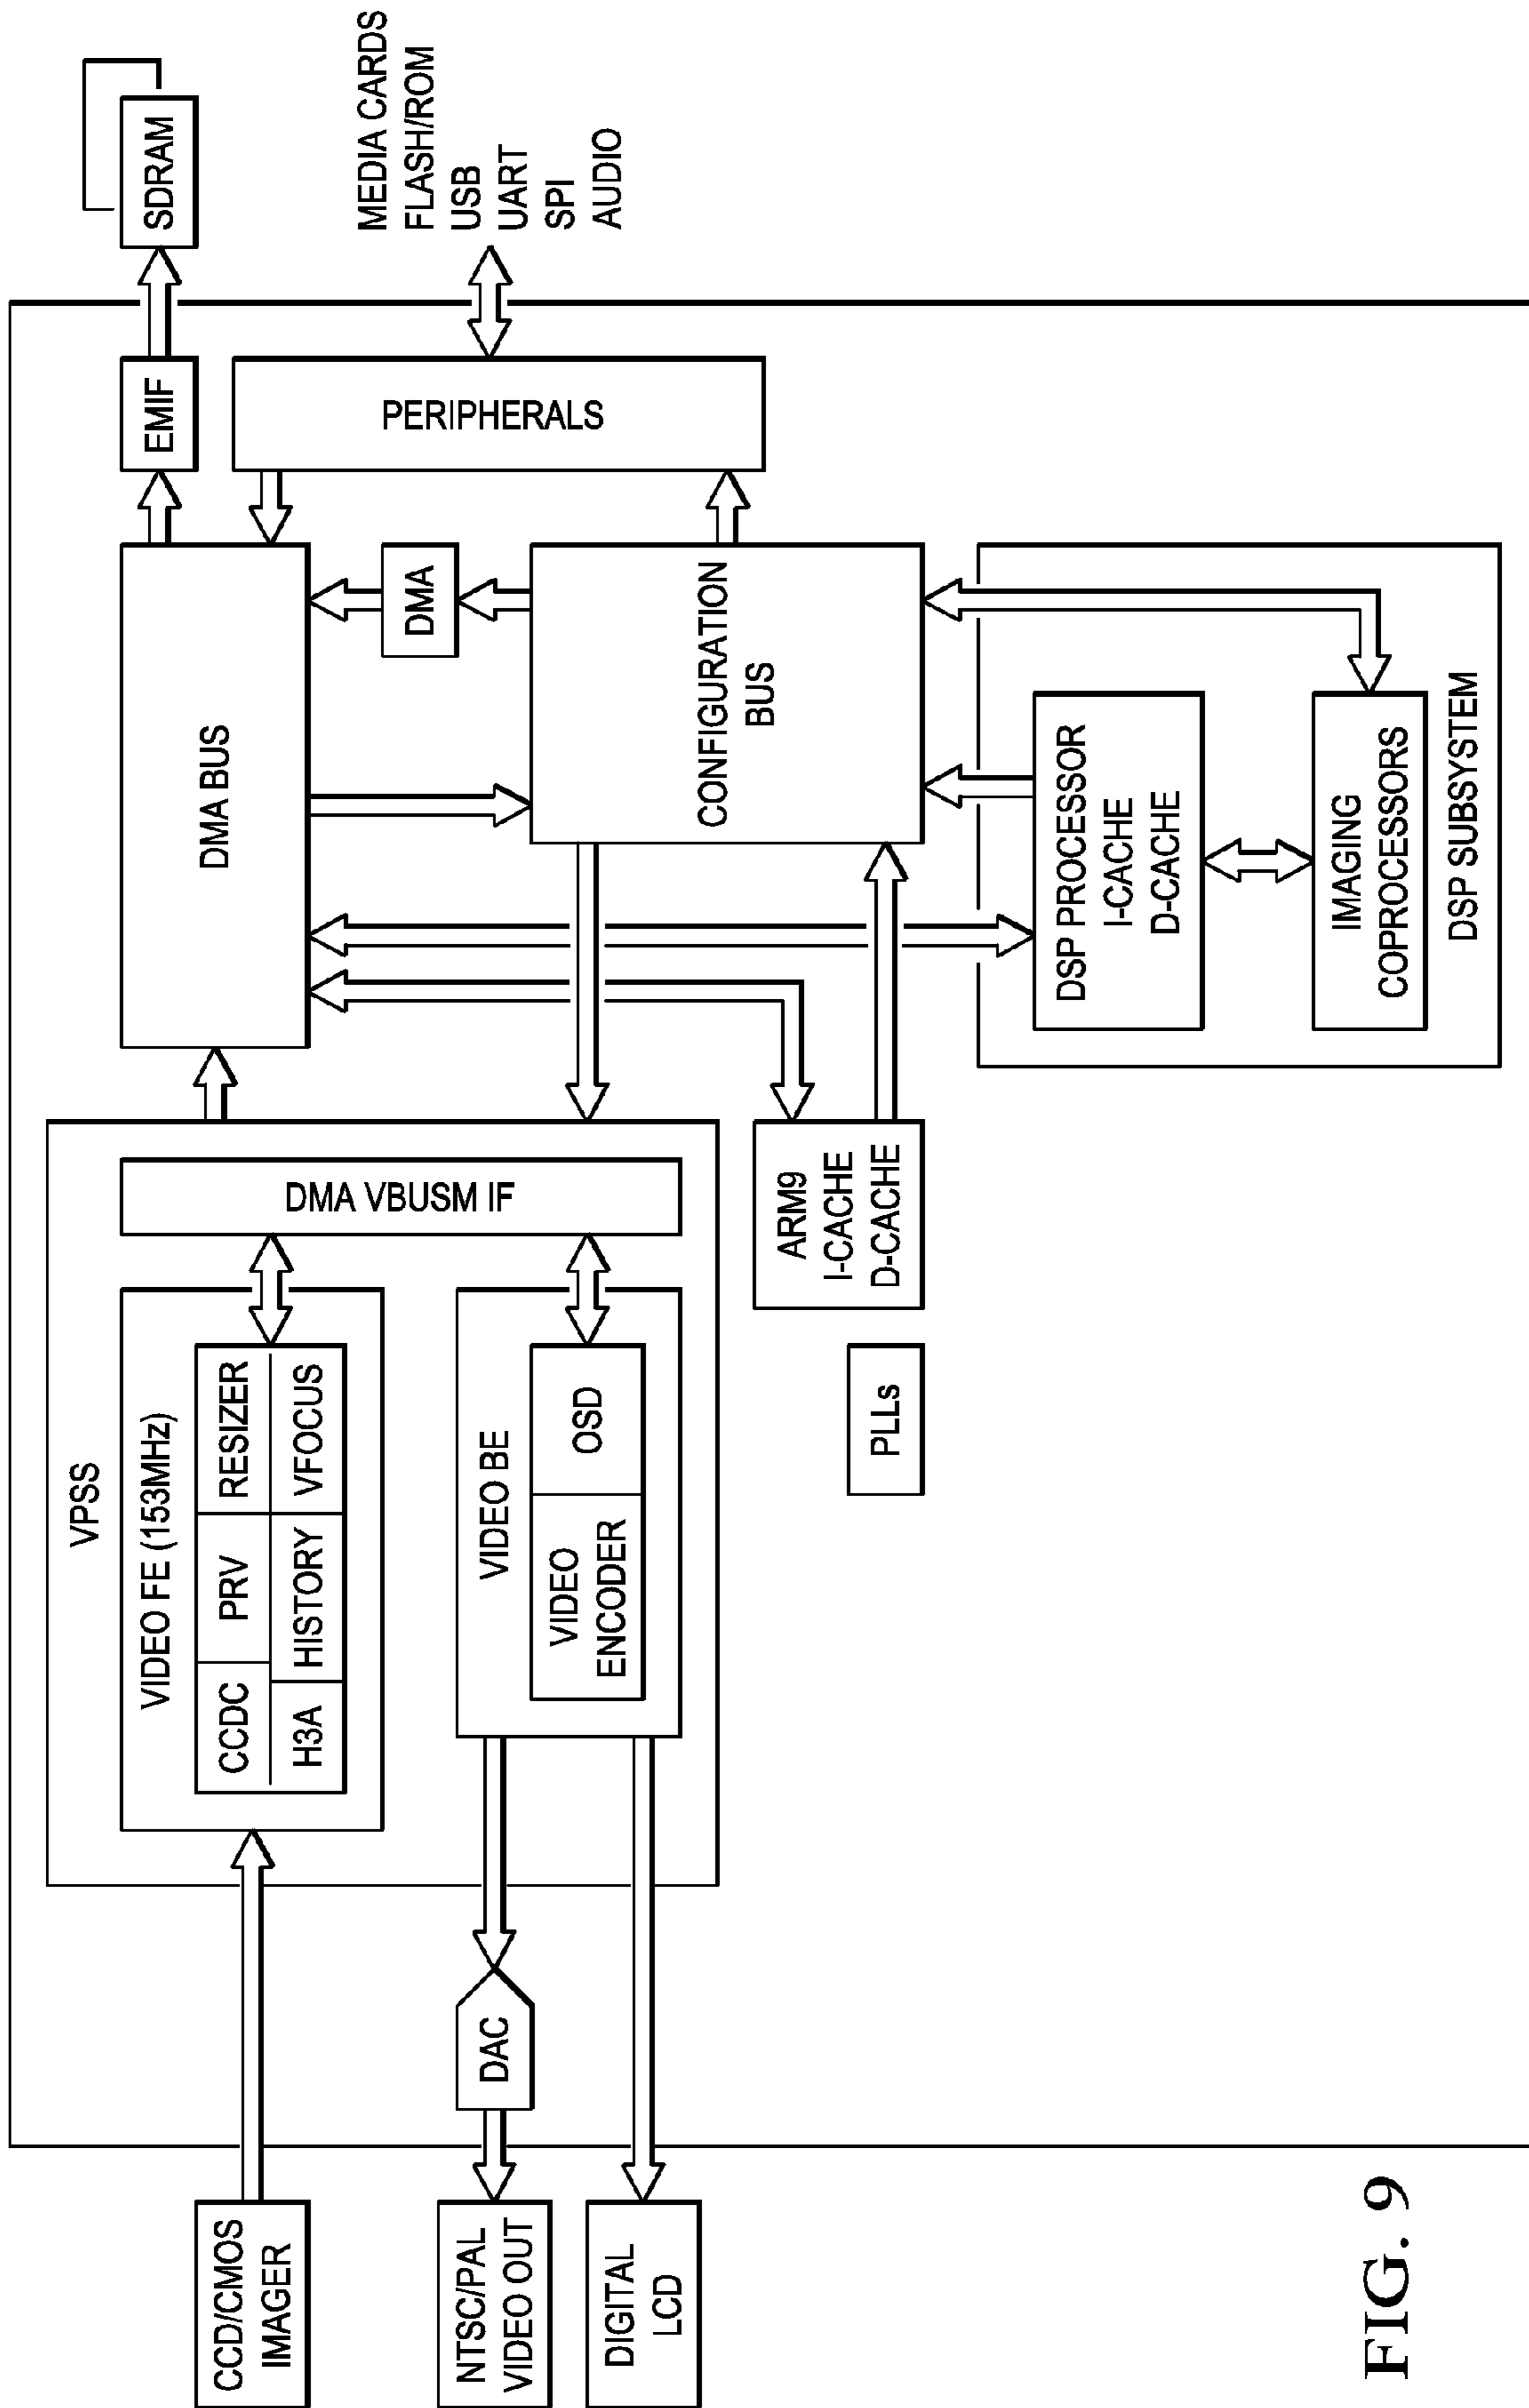 CCD/CMOS
IMAGER
NTSC/PAL
VIDEO OUT
DIGITAL
LCD
DAC
VPSS
VIDEO FE (153MHz)
CCDC
PRV
RESIZER
H3A
HISTORY
VFOCUS
VIDEO BE
VIDEO
ENCODER
OSD
DMA VBUSM IF
PLLs
ARM9
I-CACHE
D-CACHE
DMA BUS
DMA
CONFIGURATION
BUS
DSP PROCESSOR
I-CACHE
D-CACHE
IMAGING
COPROCESSORS
DSP SUBSYSTEM
EMIF
PERIPHERALS
SDRAM
MEDIA CARDS
FLASH/ROM
USB
UART
SPI
AUDIO
FIG. 9